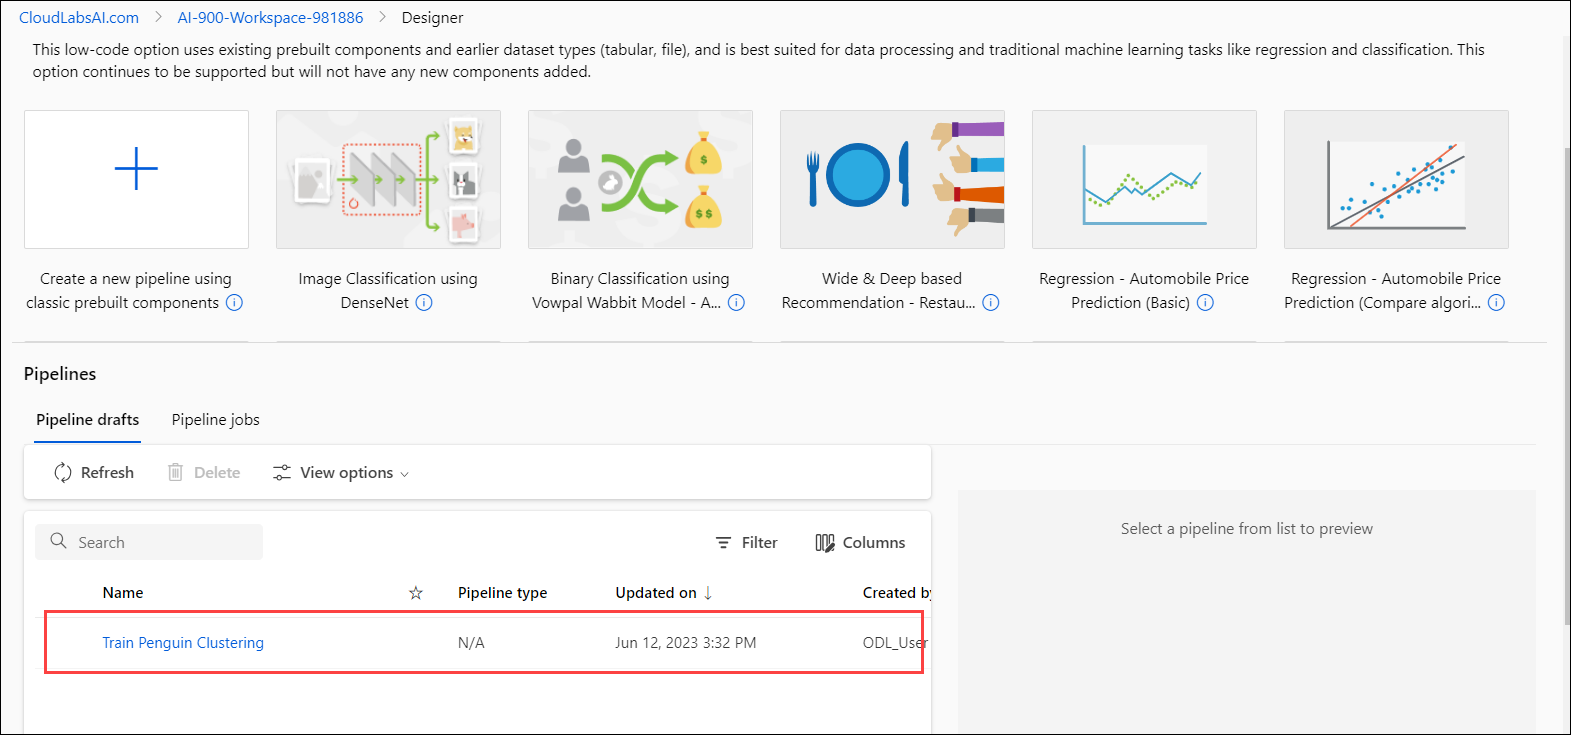 CloudLabsAI.com > AI-900-Workspace-981886 > Designer
This low-code option uses existing prebuilt components and earlier dataset types (tabular, file), and is best suited for data processing and traditional machine learning tasks like regression and classification. This
option continues to be supported but will not have any new components added.
$
$$
Create a new pipeline using
classic prebuilt components
Image Classification using
DenseNet
Binary Classification using
Vowpal Wabbit Model - A...
Wide & Deep based
Recommendation - Restau...
Regression - Automobile Price
Prediction (Basic)
Regression - Automobile Price
Prediction (Compare algori...
Pipelines
Pipeline drafts Pipeline jobs
Refresh Delete View options
Search Filter Columns
Select a pipeline from list to preview
Name Pipeline type Updated on Created by
Train Penguin Clustering N/A Jun 12, 2023 3:32 PM ODL_User